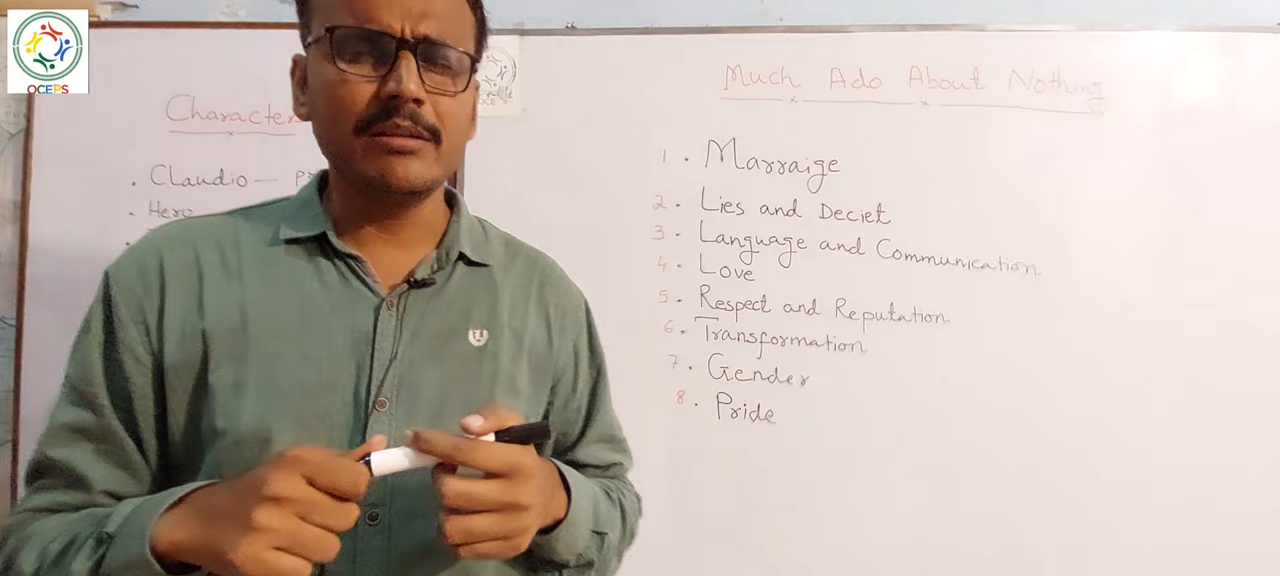 OCEPS
Characters
. Claudio —
. Hero
Much Ado About Nothing
1 . Marraige
2 . Lies and Deciet
3 . Language and Communication
4 . Love
5 . Respect and Reputation
6 . Transformation
7 . Gender
8 . Pride